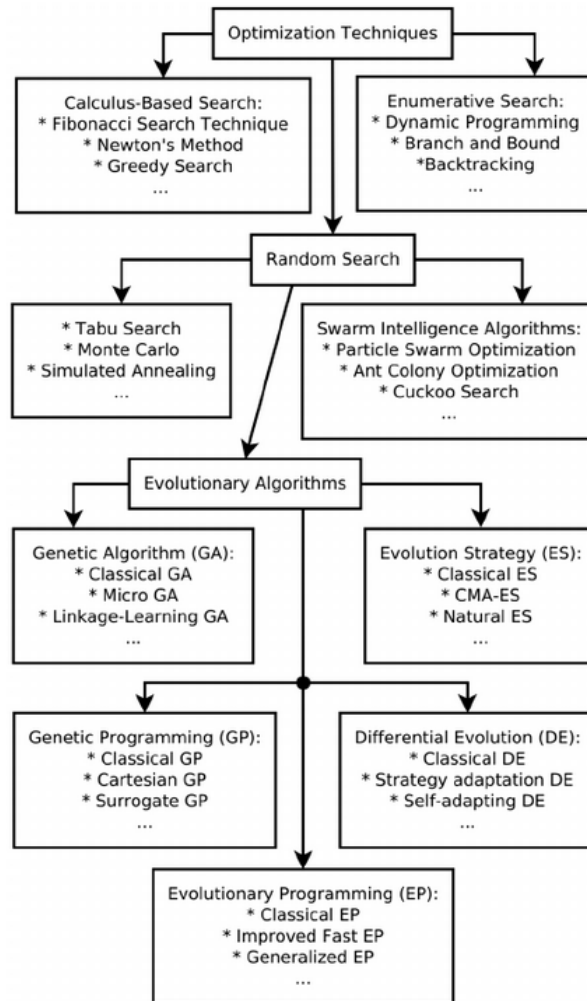 Optimization Techniques
Calculus-Based Search:
* Fibonacci Search Technique
* Newton's Method
* Greedy Search
...
Enumerative Search:
* Dynamic Programming
* Branch and Bound
*Backtracking
...
Random Search
* Tabu Search
* Monte Carlo
* Simulated Annealing
...
Swarm Intelligence Algorithms:
* Particle Swarm Optimization
* Ant Colony Optimization
* Cuckoo Search
...
Evolutionary Algorithms
Genetic Algorithm (GA):
* Classical GA
* Micro GA
* Linkage-Learning GA
...
Evolution Strategy (ES):
* Classical ES
* CMA-ES
* Natural ES
...
Genetic Programming (GP):
* Classical GP
* Cartesian GP
* Surrogate GP
...
Differential Evolution (DE):
* Classical DE
* Strategy adaptation DE
* Self-adapting DE
...
Evolutionary Programming (EP):
* Classical EP
* Improved Fast EP
* Generalized EP
...